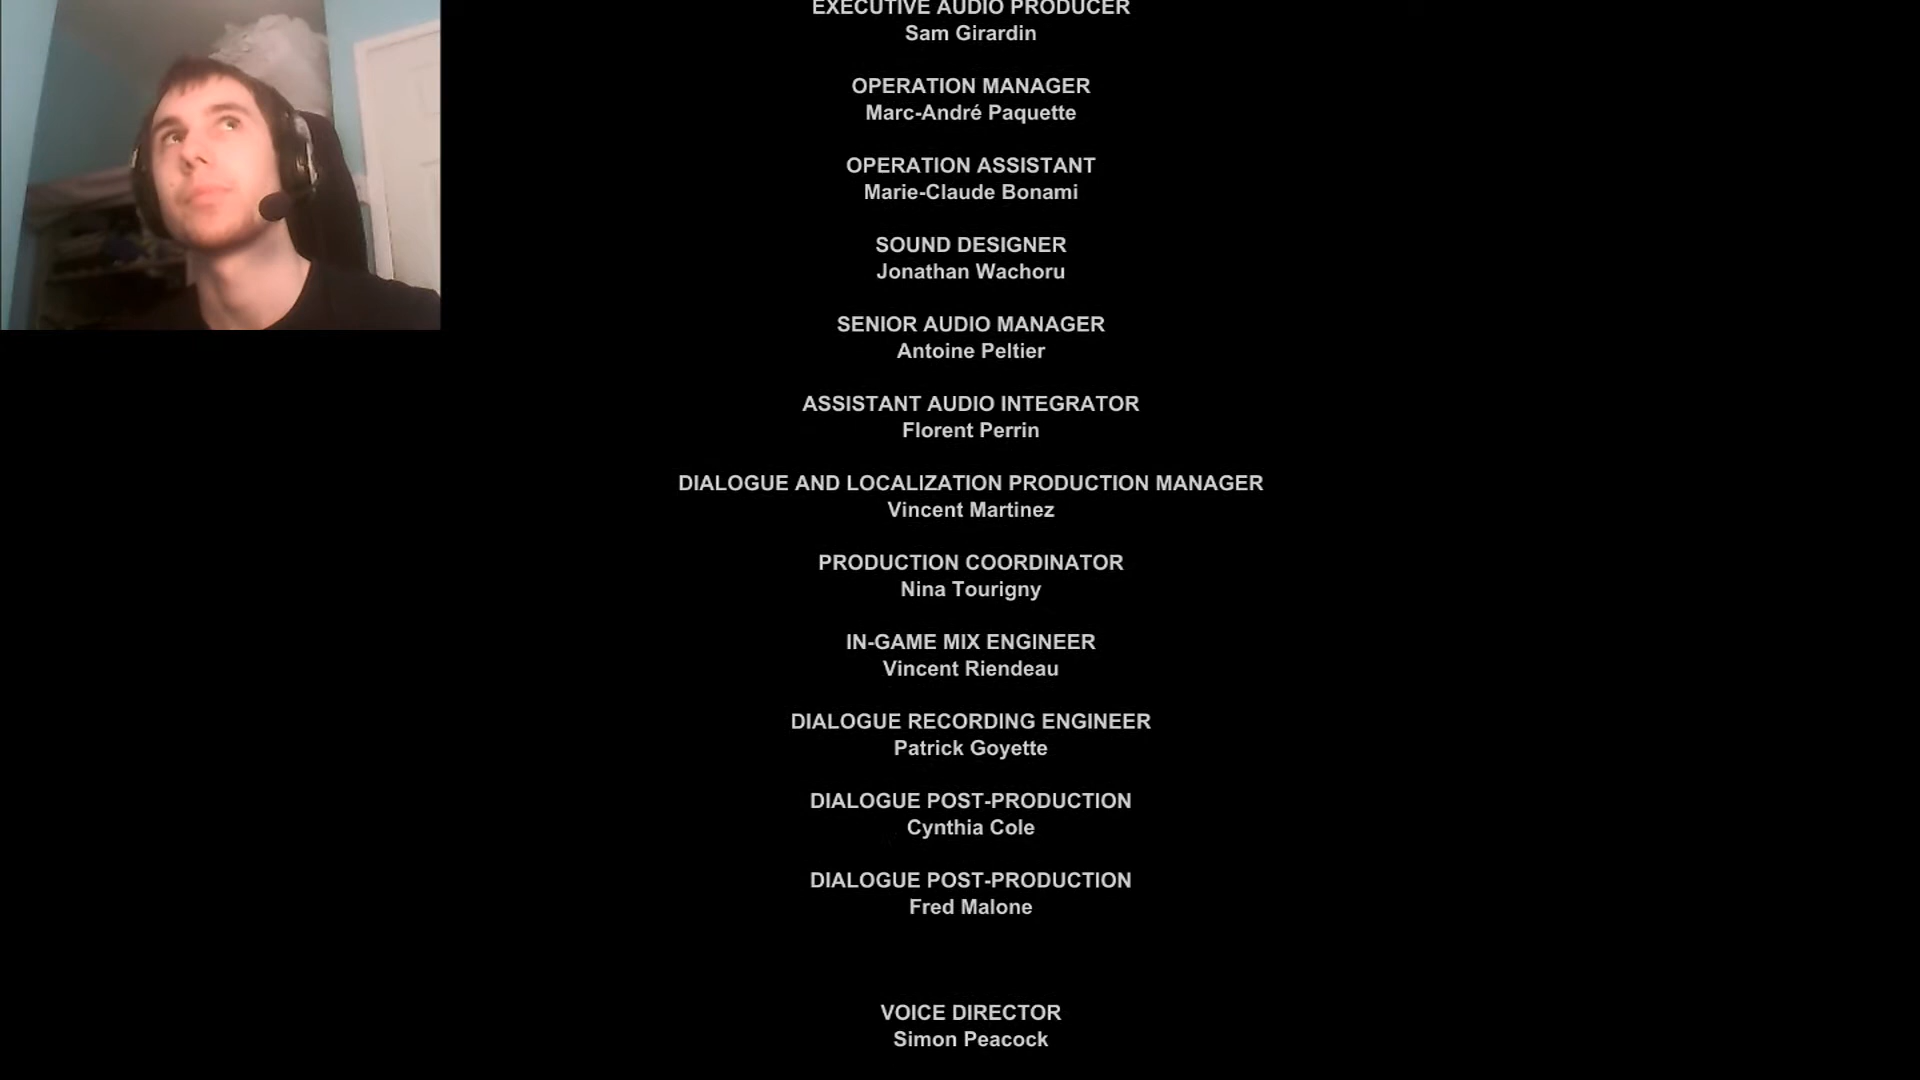 EXECUTIVE AUDIO PRODUCER
Sam Girardin
OPERATION MANAGER
Marc-André Paquette
OPERATION ASSISTANT
Marie-Claude Bonami
SOUND DESIGNER
Jonathan Wachoru
SENIOR AUDIO MANAGER
Antoine Peltier
ASSISTANT AUDIO INTEGRATOR
Florent Perrin
DIALOGUE AND LOCALIZATION PRODUCTION MANAGER
Vincent Martinez
PRODUCTION COORDINATOR
Nina Tourigny
IN-GAME MIX ENGINEER
Vincent Riendeau
DIALOGUE RECORDING ENGINEER
Patrick Goyette
DIALOGUE POST-PRODUCTION
Cynthia Cole
DIALOGUE POST-PRODUCTION
Fred Malone
VOICE DIRECTOR
Simon Peacock